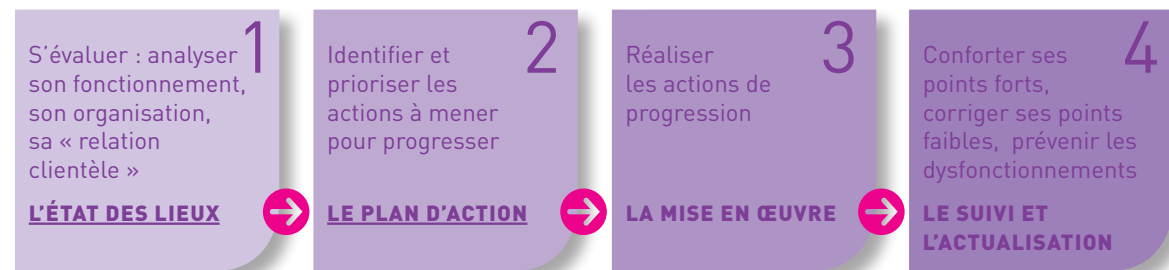 1
S’évaluer : analyser
son fonctionnement,
son organisation,
sa « relation
clientèle »
L’ÉTAT DES LIEUX
2
Identifier et
prioriser les
actions à mener
pour progresser
LE PLAN D’ACTION
3
Réaliser
les actions de
progression
LA MISE EN ŒUVRE
4
Conforter ses
points forts,
corriger ses points
faibles, prévenir les
dysfonctionnements
LE SUIVI ET
L’ACTUALISATION